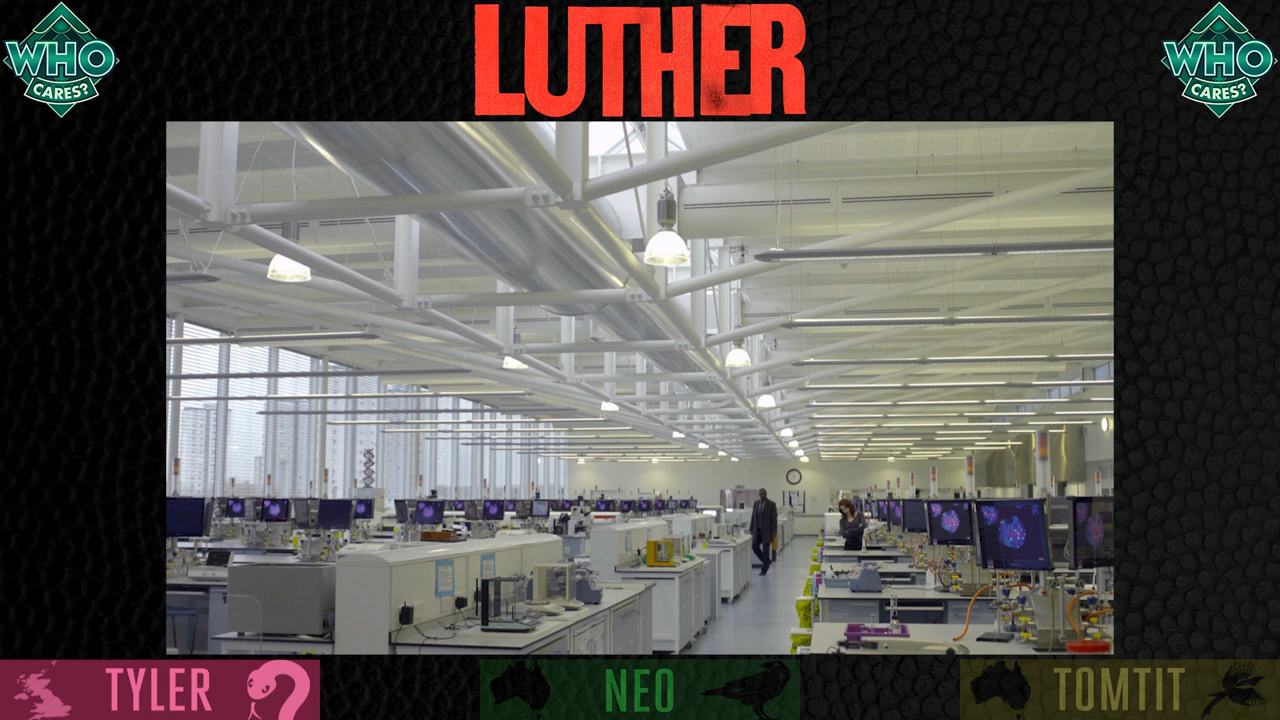 WHO
CARES?
LUTHER
WHO
CARES?
TYLER
NEO
TOMTIT